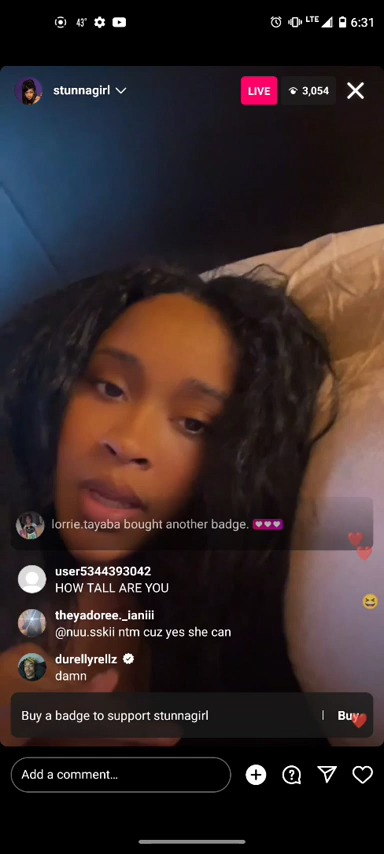 43°
LTE
6:31
stunnagirl
LIVE
3,054
lorrie.tayaba bought another badge.
user5344393042
HOW TALL ARE YOU
theyadoree._ianiii
@nuu.sskii ntm cuz yes she can
durellyrellz
damn
Buy a badge to support stunnagirl | Buy
Add a comment...